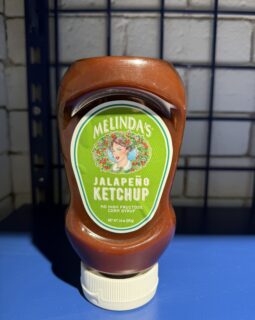 MELINDA'S
JALAPEÑO
KETCHUP
NO HIGH FRUCTOSE
CORN SYRUP